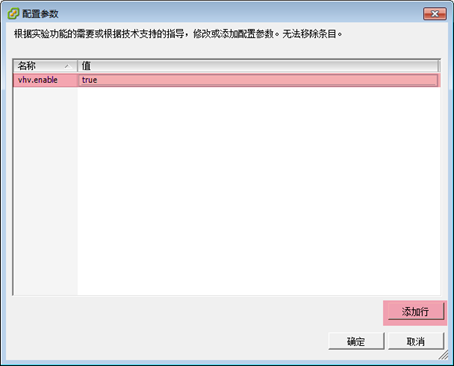 配置参数
根据实验功能的需要或根据技术支持的指导，修改或添加配置参数。无法移除条目。
名称 值
vhv.enable true
添加行
确定 取消